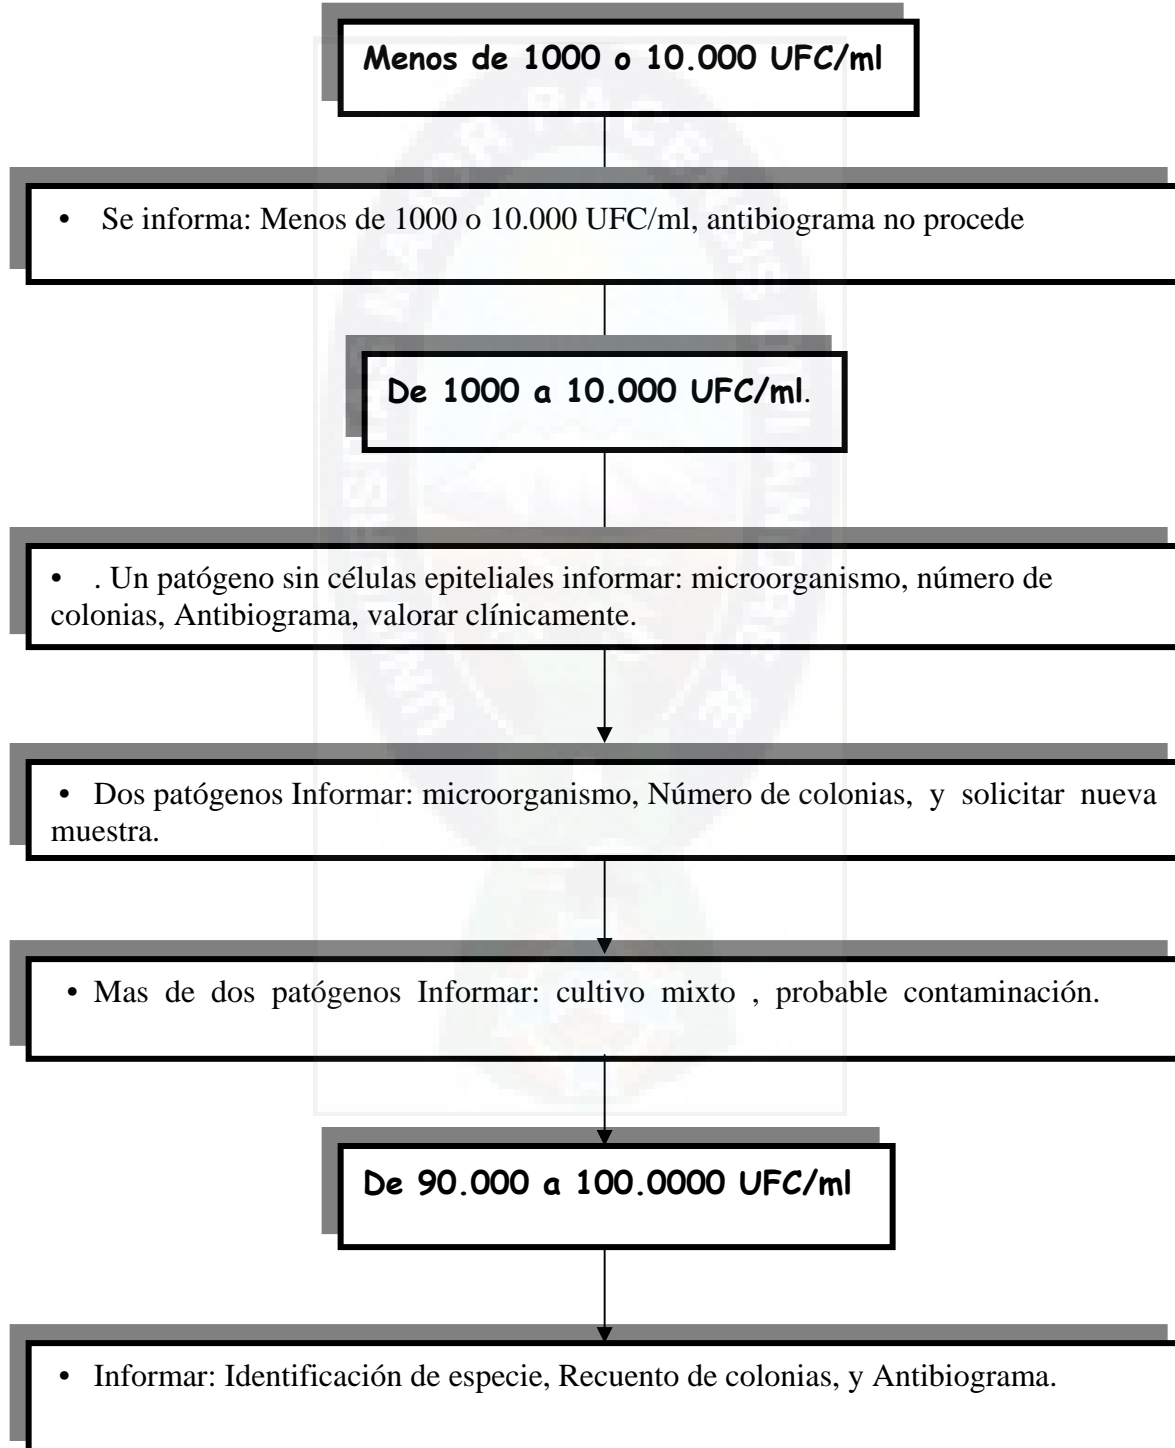 Menos de 1000 o 10.000 UFC/ml
• Se informa: Menos de 1000 o 10.000 UFC/ml, antibiograma no procede
De 1000 a 10.000 UFC/ml.
• . Un patógeno sin células epiteliales informar: microorganismo, número de
colonias, Antibiograma, valorar clínicamente.
• Dos patógenos Informar: microorganismo, Número de colonias, y solicitar nueva
muestra.
• Mas de dos patógenos Informar: cultivo mixto , probable contaminación.
De 90.000 a 100.0000 UFC/ml
• Informar: Identificación de especie, Recuento de colonias, y Antibiograma.